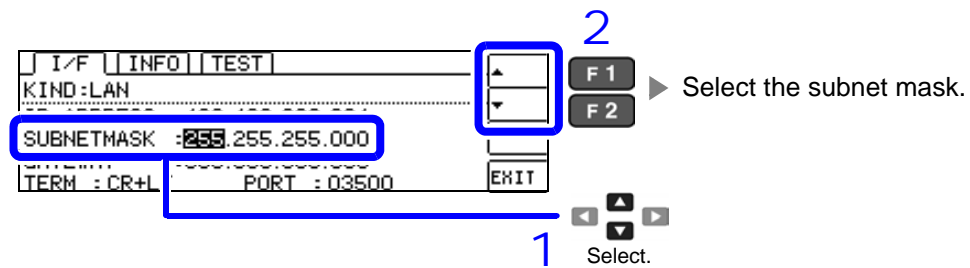 2
I/F INFO TEST
KIND:LAN
F1
F2
Select the subnet mask.
SUBNETMASK :255.255.255.000
TERM : CR+L PORT : 03500
EXIT
1
Select.